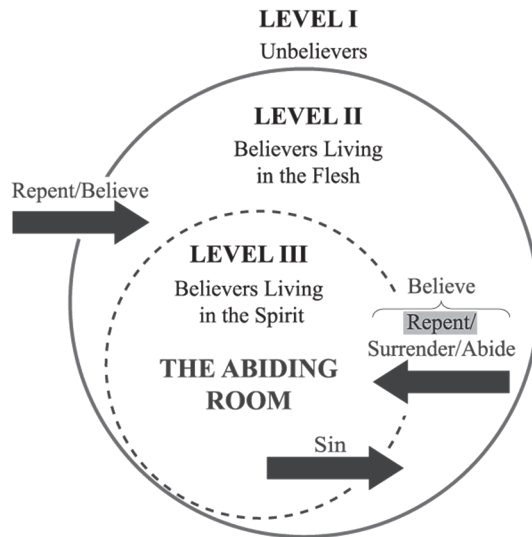 LEVEL I
Unbelievers
LEVEL II
Believers Living
in the Flesh
Repent/Believe
LEVEL III
Believers Living
in the Spirit
Believe
Repent/
Surrender/Abide
THE ABIDING
ROOM
Sin